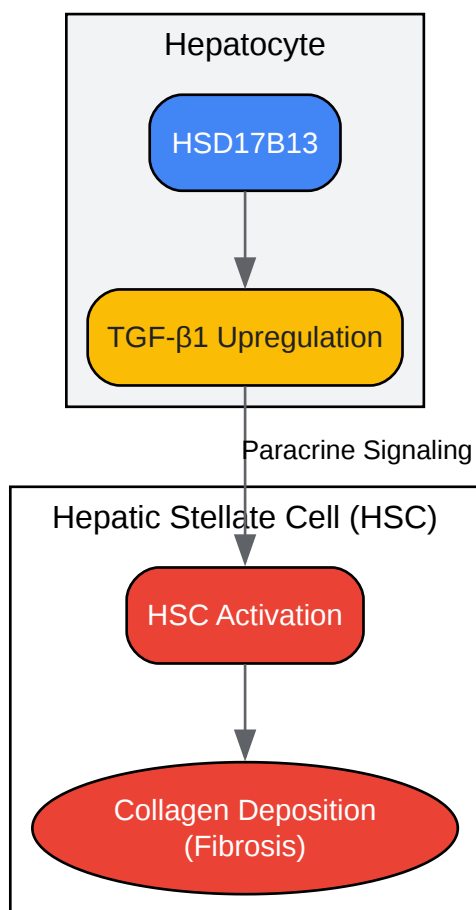 Hepatocyte
HSD17B13
TGF-β1 Upregulation
Paracrine Signaling
Hepatic Stellate Cell (HSC)
HSC Activation
Collagen Deposition
(Fibrosis)